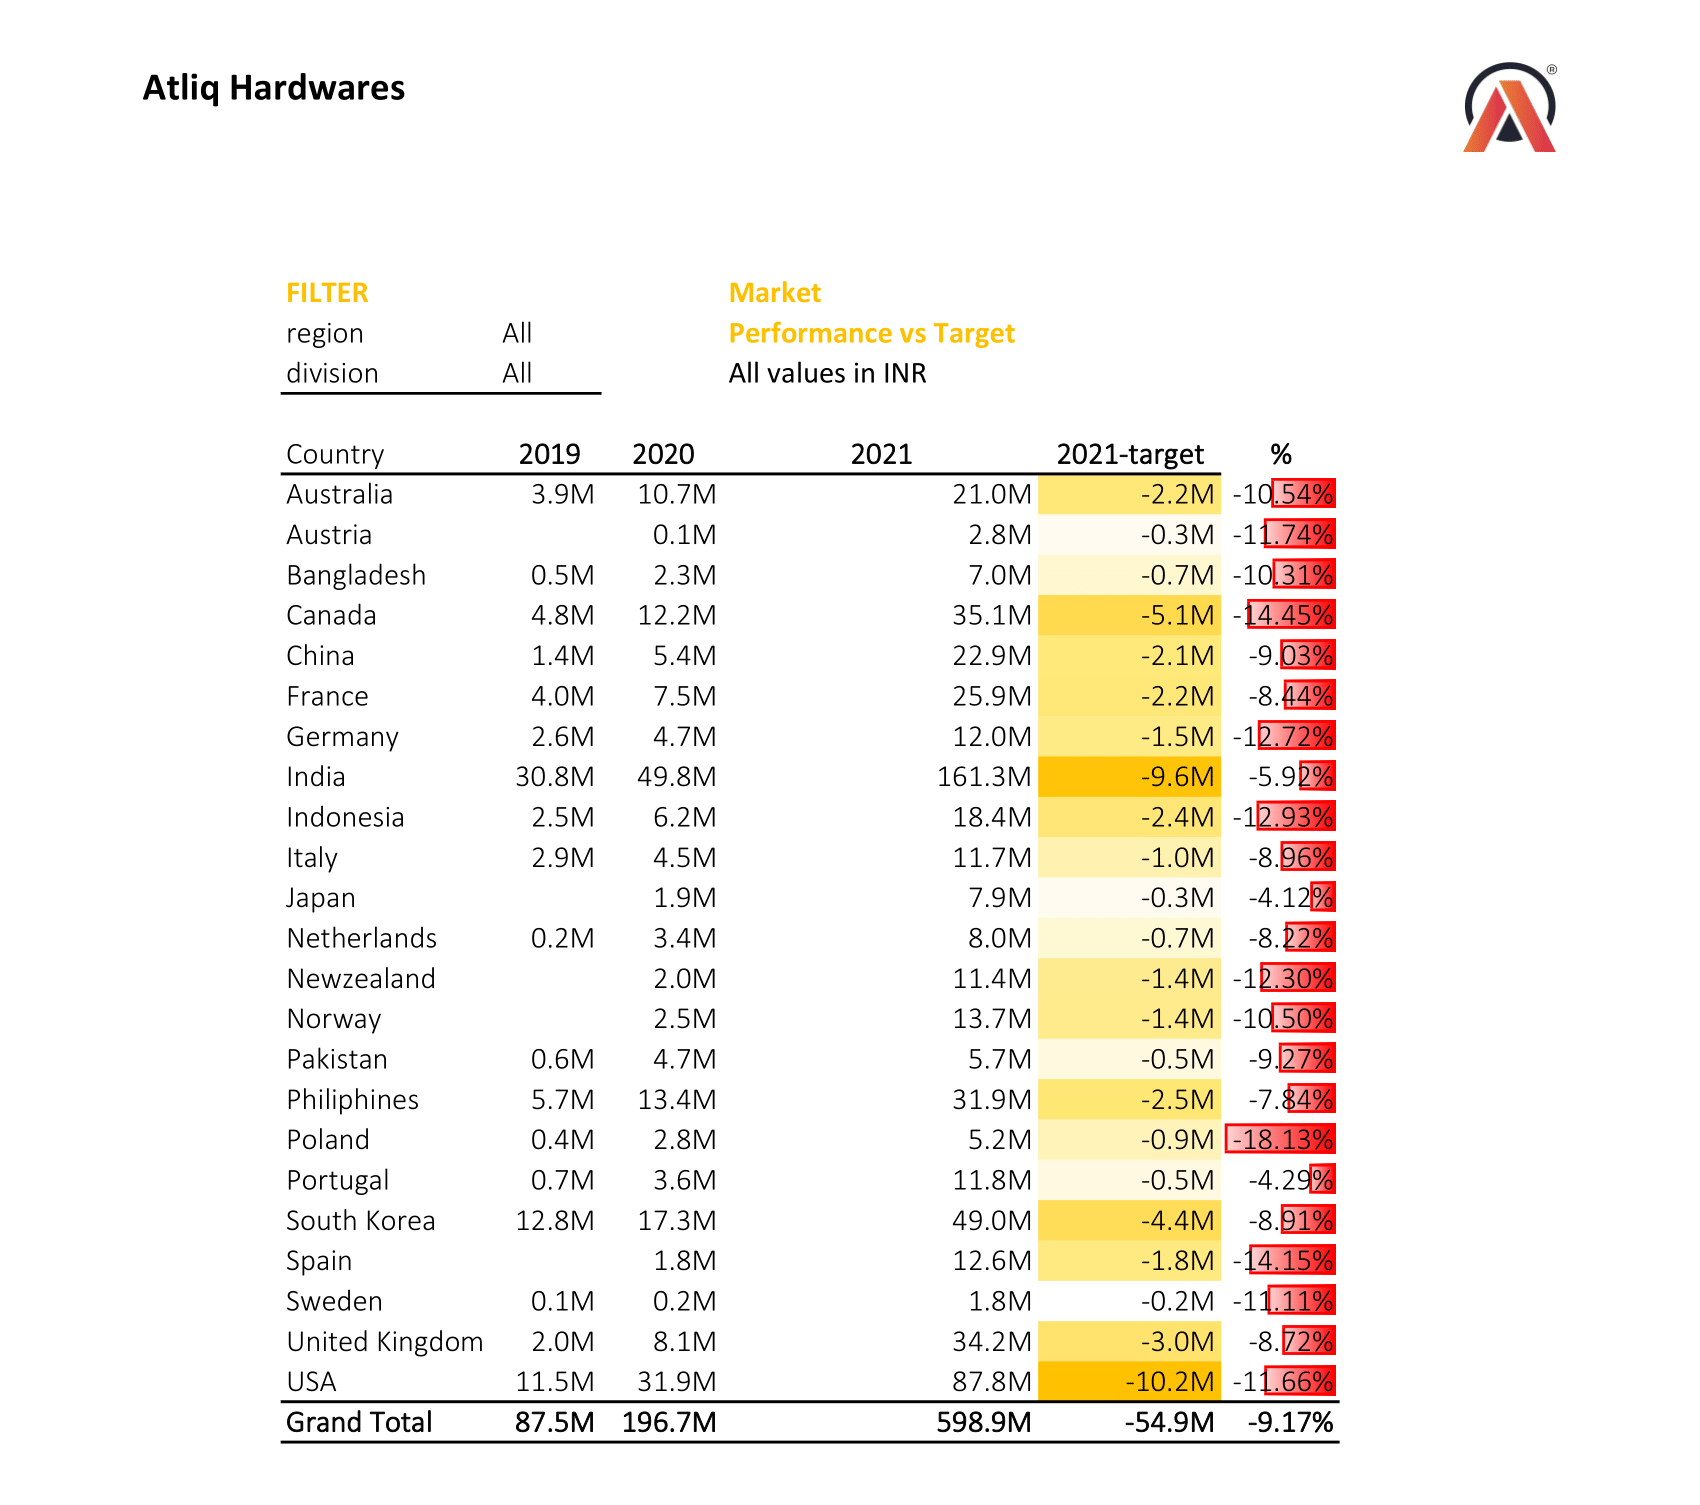 Atliq Hardwares
®
FILTER Market
region All Performance vs Target
division All All values in INR
Country 2019 2020 2021 2021-target %
Australia 3.9M 10.7M 21.0M -2.2M -10.54%
Austria 0.1M 2.8M -0.3M -11.74%
Bangladesh 0.5M 2.3M 7.0M -0.7M -10.31%
Canada 4.8M 12.2M 35.1M -5.1M -14.45%
China 1.4M 5.4M 22.9M -2.1M -9.03%
France 4.0M 7.5M 25.9M -2.2M -8.44%
Germany 2.6M 4.7M 12.0M -1.5M -12.72%
India 30.8M 49.8M 161.3M -9.6M -5.92%
Indonesia 2.5M 6.2M 18.4M -2.4M -12.93%
Italy 2.9M 4.5M 11.7M -1.0M -8.96%
Japan 1.9M 7.9M -0.3M -4.12%
Netherlands 0.2M 3.4M 8.0M -0.7M -8.22%
Newzealand 2.0M 11.4M -1.4M -12.30%
Norway 2.5M 13.7M -1.4M -10.50%
Pakistan 0.6M 4.7M 5.7M -0.5M -9.27%
Philiphines 5.7M 13.4M 31.9M -2.5M -7.84%
Poland 0.4M 2.8M 5.2M -0.9M -18.13%
Portugal 0.7M 3.6M 11.8M -0.5M -4.29%
South Korea 12.8M 17.3M 49.0M -4.4M -8.91%
Spain 1.8M 12.6M -1.8M -14.15%
Sweden 0.1M 0.2M 1.8M -0.2M -11.11%
United Kingdom 2.0M 8.1M 34.2M -3.0M -8.72%
USA 11.5M 31.9M 87.8M -10.2M -11.66%
Grand Total 87.5M 196.7M 598.9M -54.9M -9.17%